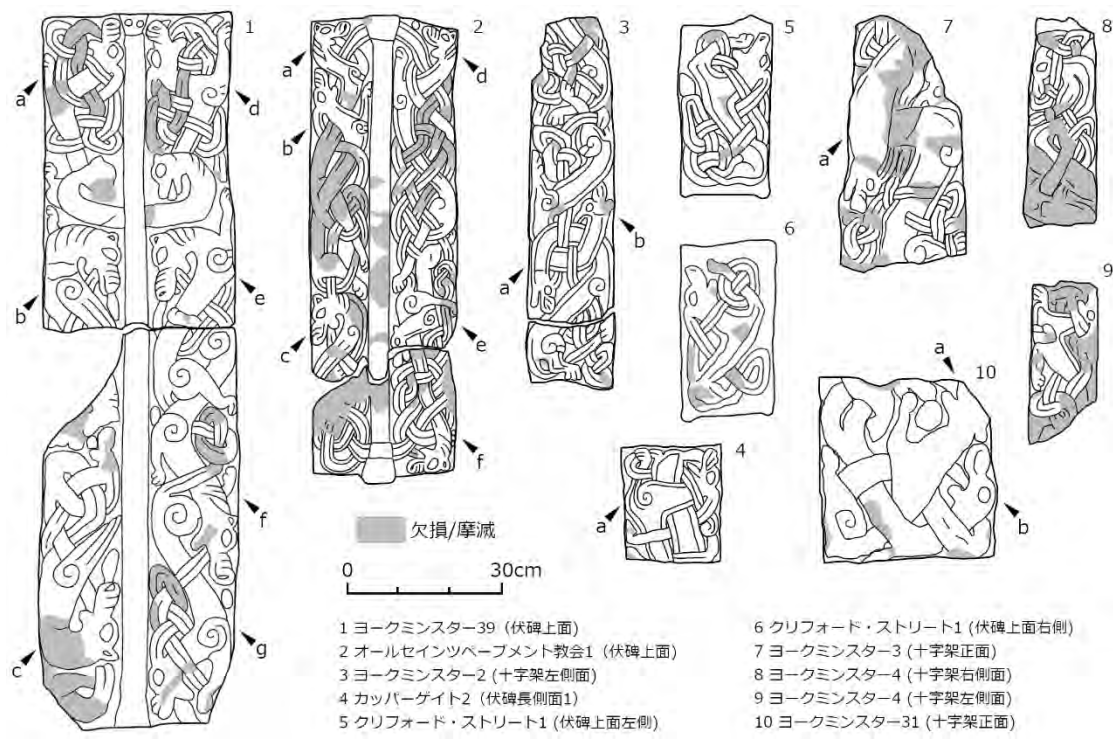 1
2
3
4
5
6
7
8
9
10
a
b
c
d
e
f
g
a
b
c
d
e
f
a
b
a
a
a
b
欠損/摩滅
0 30cm
1 ヨークミンスター39（伏碑上面）
2 オールセインツペーブメント教会1（伏碑上面）
3 ヨークミンスター2（十字架左側面）
4 カッパーゲイト2（伏碑長側面1）
5 クリフォード・ストリート1（伏碑上面左側）
6 クリフォード・ストリート1（伏碑上面右側）
7 ヨークミンスター3（十字架正面）
8 ヨークミンスター4（十字架右側面）
9 ヨークミンスター4（十字架左側面）
10 ヨークミンスター31（十字架正面）